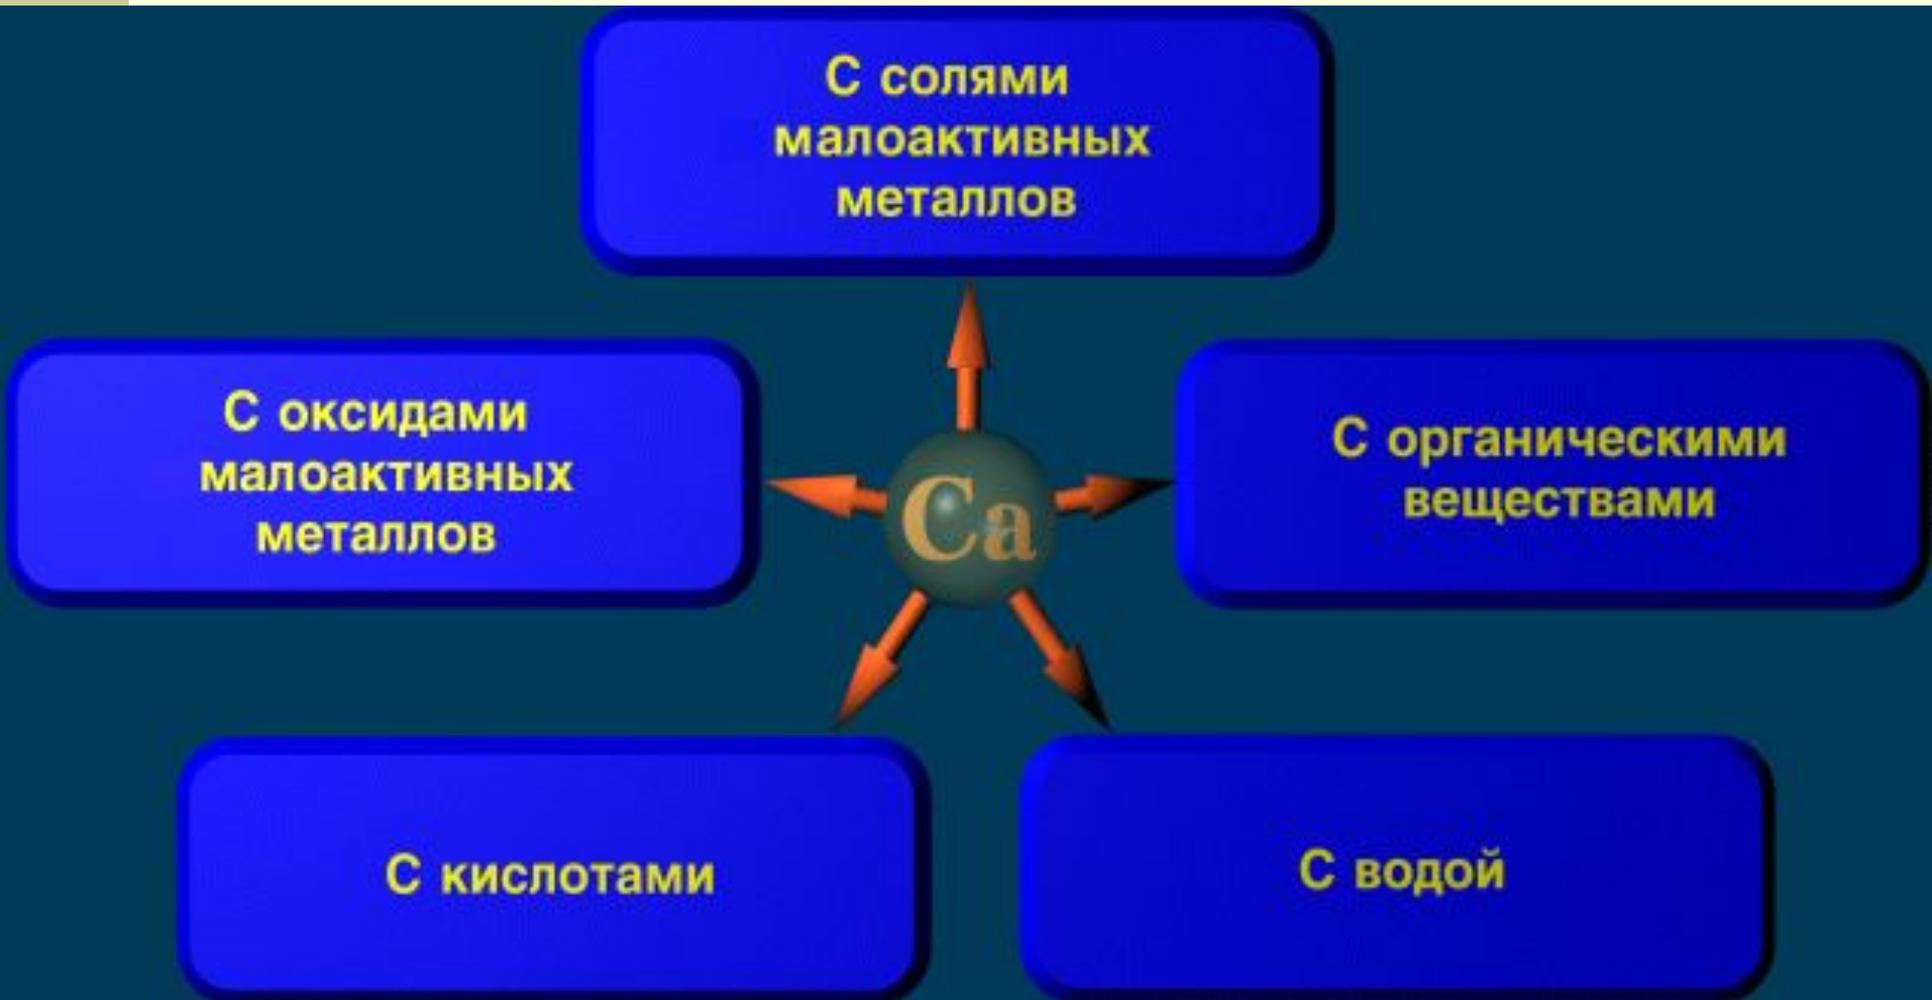 С солями
малоактивных
металлов
С оксидами
малоактивных
металлов
С органическими
веществами
Ca
С кислотами
С водой